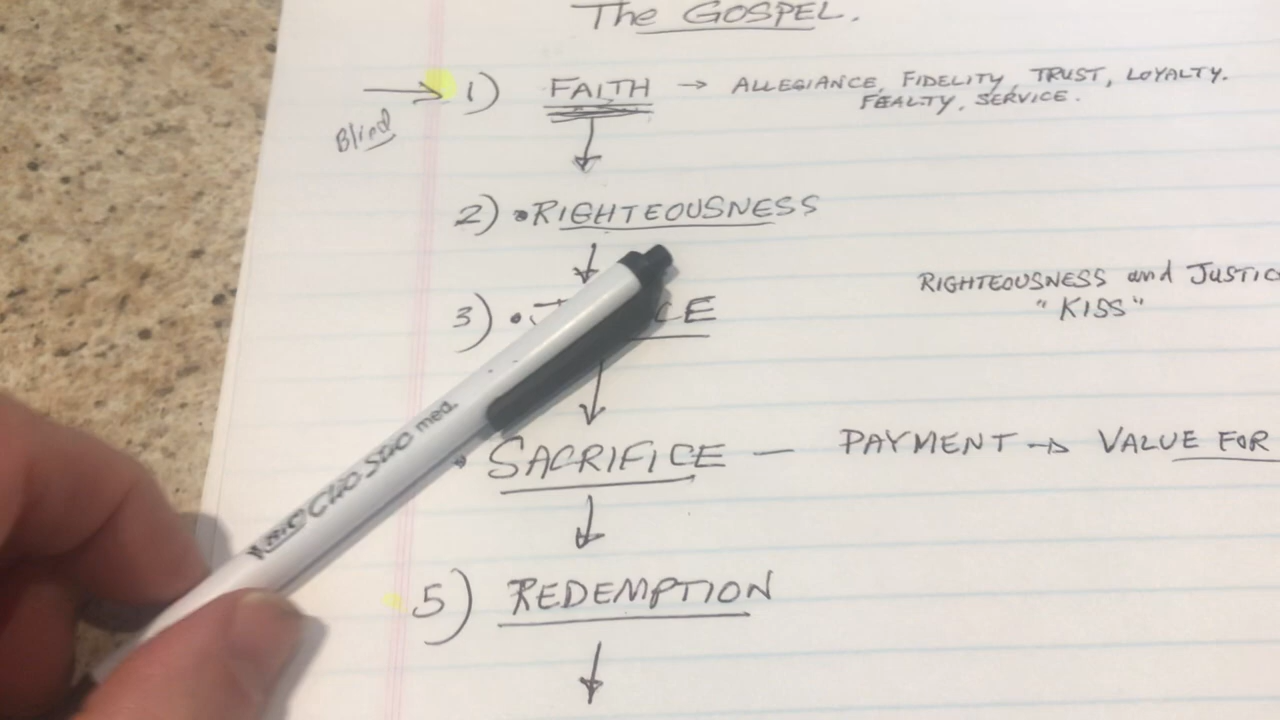 The GOSPEL.
1) FAITH → ALLEGIANCE, FIDELITY, TRUST, LOYALTY.
FEALTY, SERVICE.
Blind
2) • RIGHTEOUSNESS
RIGHTEOUSNESS and JUSTIC
"KISS"
3) • J CE
SACRIFICE — PAYMENT → VALUE FOR
5) REDEMPTION
BIC Clic Stic med.